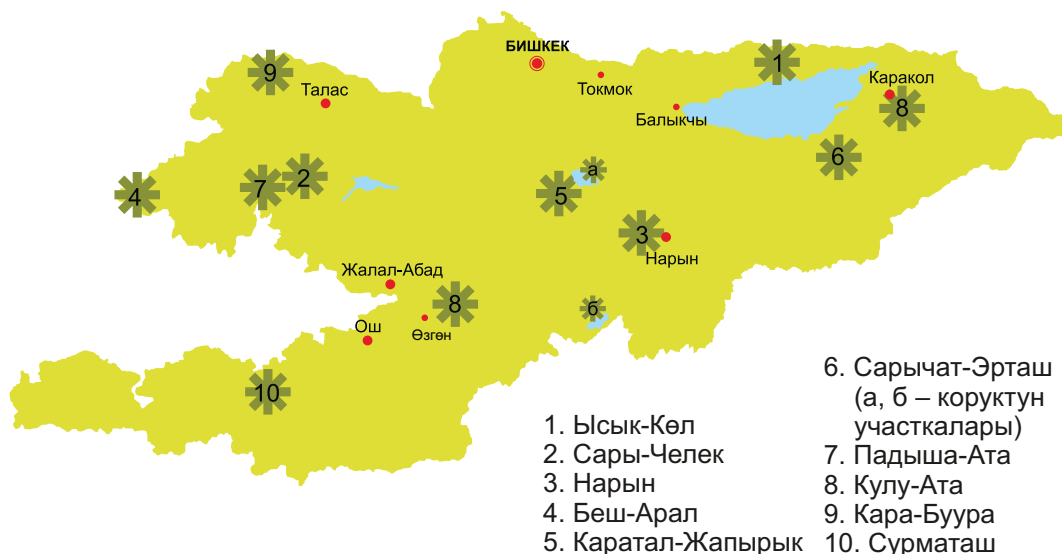 БИШКЕК
1
9
Токмок
Каракол
Талас
Балыкчы
8
6
а
2
7
4
5
3
Нарын
Жалал-Абад
8
б
Ош
Өзгөн
10
1. Ысык-Көл
2. Сары-Челек
3. Нарын
4. Беш-Арал
5. Каратал-Жапырык
6. Сарычат-Эрташ
(а, б – коруктун
участкалары)
7. Падыша-Ата
8. Кулу-Ата
9. Кара-Буура
10. Сурматаш